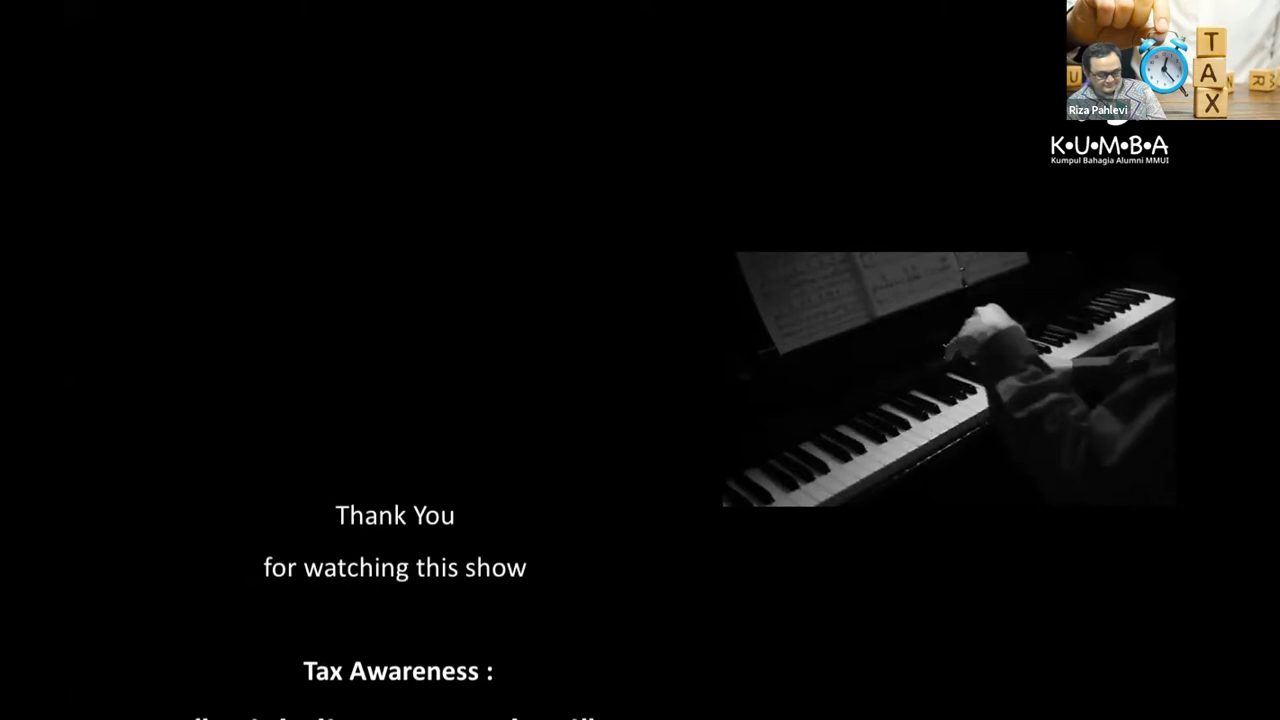 T
A
X
U
Riza Pahlevi
K•U•M•B•A
Kumpul Bahagia Alumni MMUI
Thank You
for watching this show
Tax Awareness :